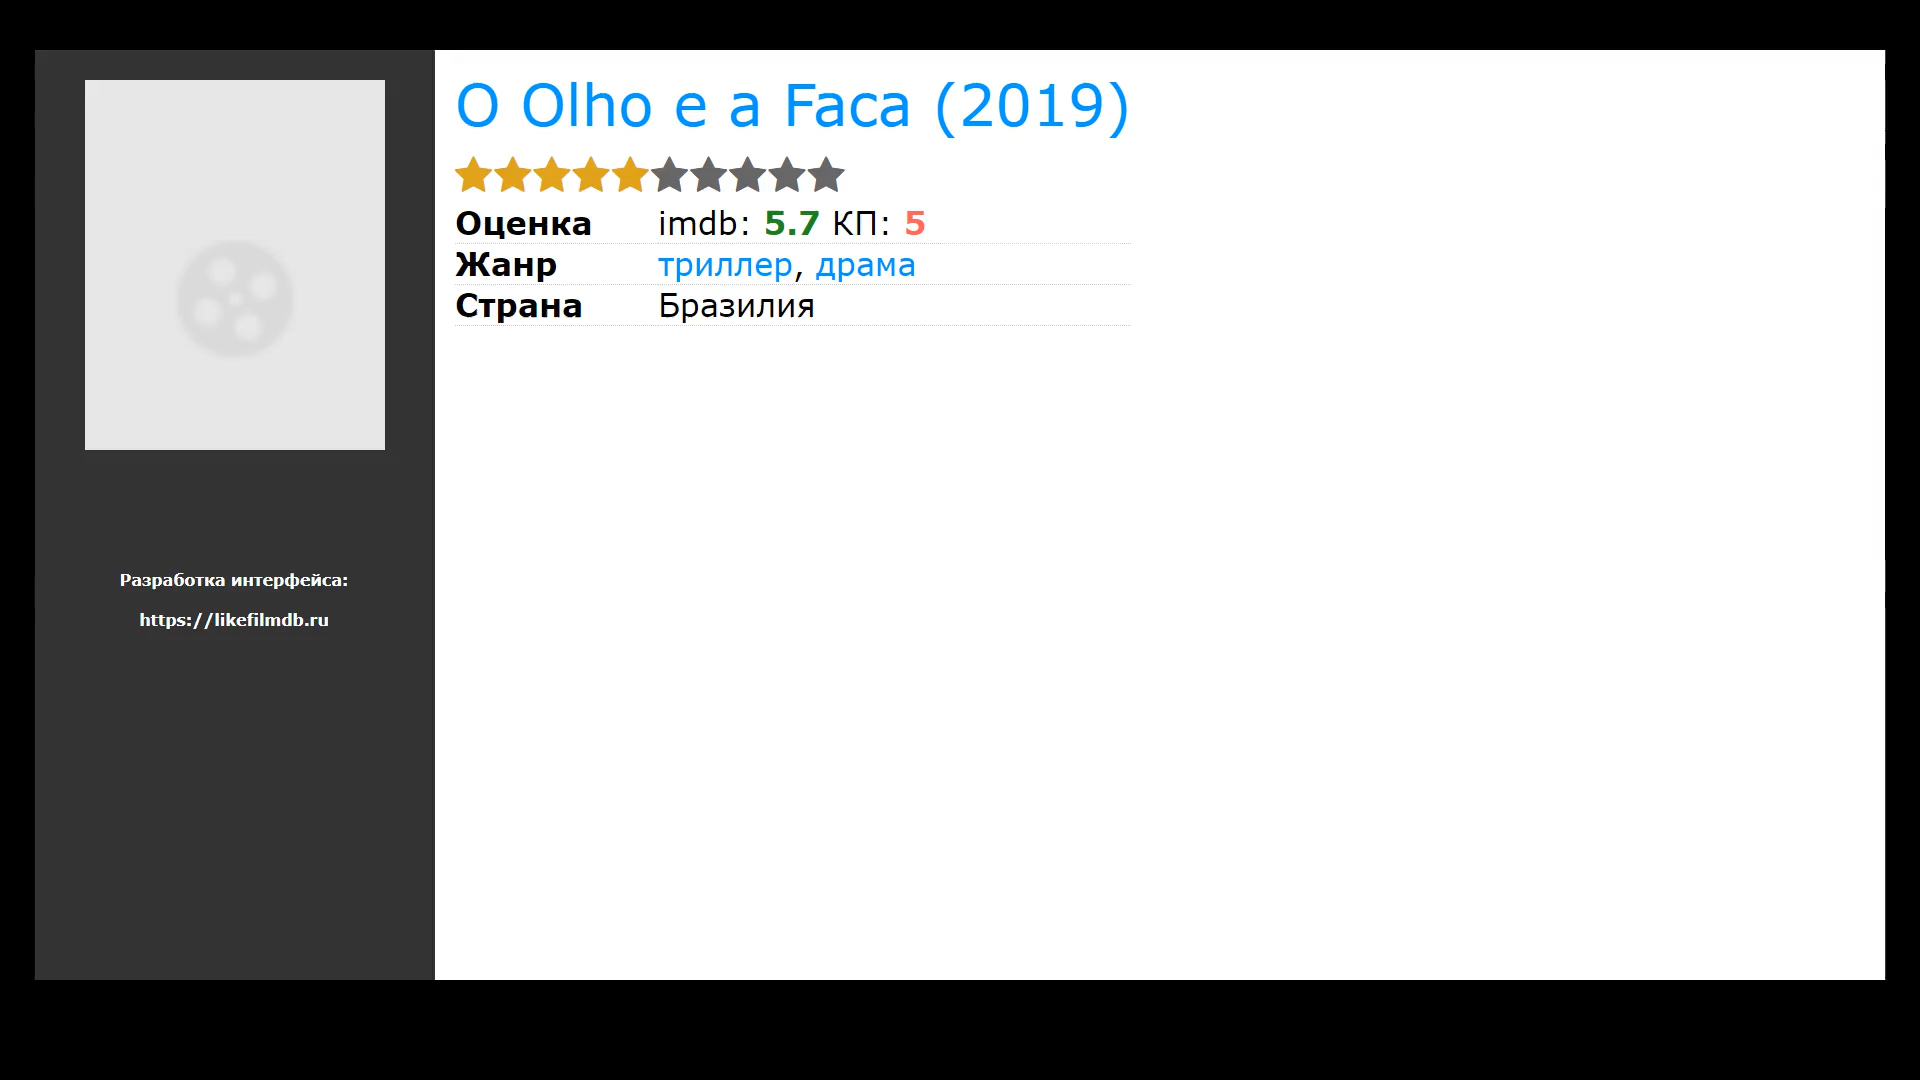 O Olho e a Faca (2019)
Оценка imdb: 5.7 КП: 5
Жанр триллер, драма
Страна Бразилия
Разработка интерфейса:
https://likefilmdb.ru